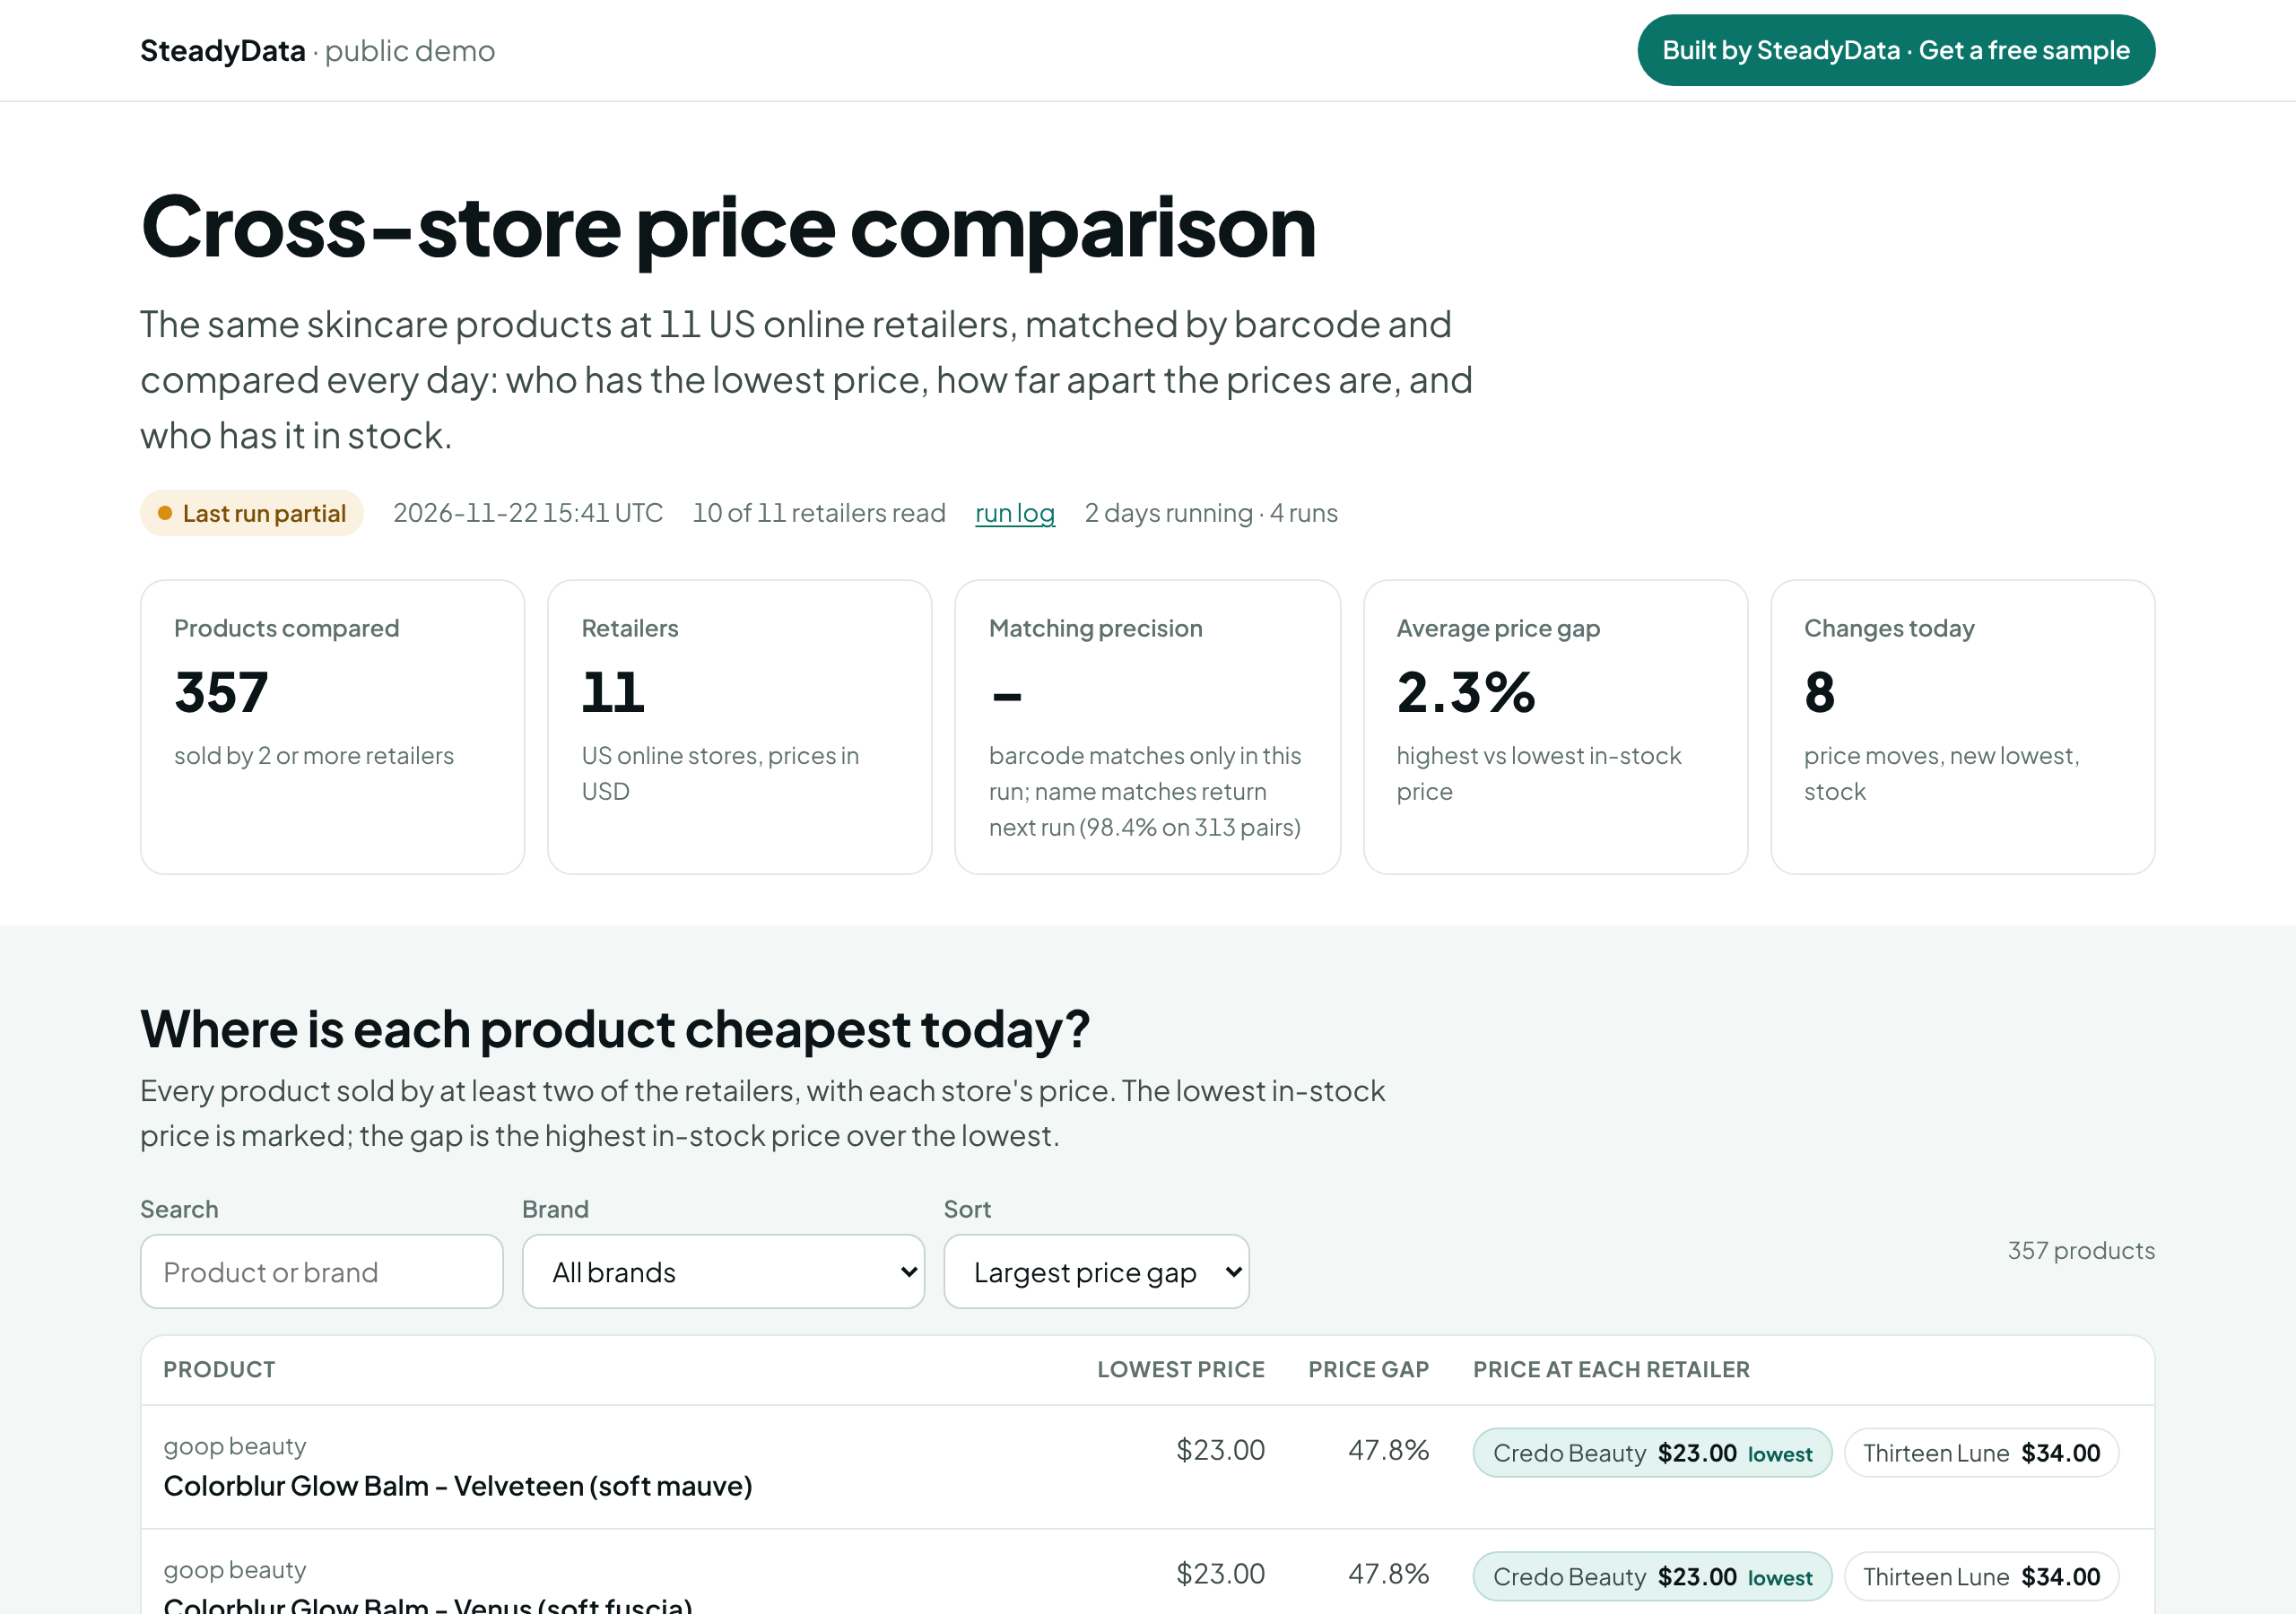 SteadyData · public demo
Built by SteadyData · Get a free sample
Cross-store price comparison
The same skincare products at 11 US online retailers, matched by barcode and
compared every day: who has the lowest price, how far apart the prices are, and
who has it in stock.
Last run partial 2026-11-22 15:41 UTC 10 of 11 retailers read run log 2 days running · 4 runs
Products compared
357
sold by 2 or more retailers
Retailers
11
US online stores, prices in
USD
Matching precision
–
barcode matches only in this
run; name matches return
next run (98.4% on 313 pairs)
Average price gap
2.3%
highest vs lowest in-stock
price
Changes today
8
price moves, new lowest,
stock
Where is each product cheapest today?
Every product sold by at least two of the retailers, with each store's price. The lowest in-stock
price is marked; the gap is the highest in-stock price over the lowest.
Search
Product or brand
Brand
All brands
Sort
Largest price gap
357 products
PRODUCT LOWEST PRICE PRICE GAP PRICE AT EACH RETAILER
goop beauty
Colorblur Glow Balm - Velveteen (soft mauve)
$23.00 47.8% Credo Beauty $23.00 lowest Thirteen Lune $34.00
goop beauty
Colorblur Glow Balm - Venus (soft fuscia)
$23.00 47.8% Credo Beauty $23.00 lowest Thirteen Lune $34.00